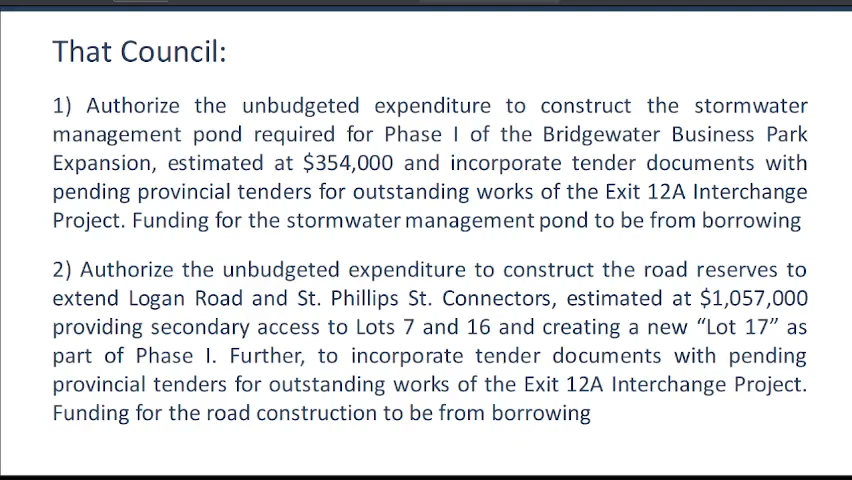 That Council:
1) Authorize the unbudgeted expenditure to construct the stormwater
management pond required for Phase I of the Bridgewater Business Park
Expansion, estimated at $354,000 and incorporate tender documents with
pending provincial tenders for outstanding works of the Exit 12A Interchange
Project. Funding for the stormwater management pond to be from borrowing
2) Authorize the unbudgeted expenditure to construct the road reserves to
extend Logan Road and St. Phillips St. Connectors, estimated at $1,057,000
providing secondary access to Lots 7 and 16 and creating a new “Lot 17” as
part of Phase I. Further, to incorporate tender documents with pending
provincial tenders for outstanding works of the Exit 12A Interchange Project.
Funding for the road construction to be from borrowing